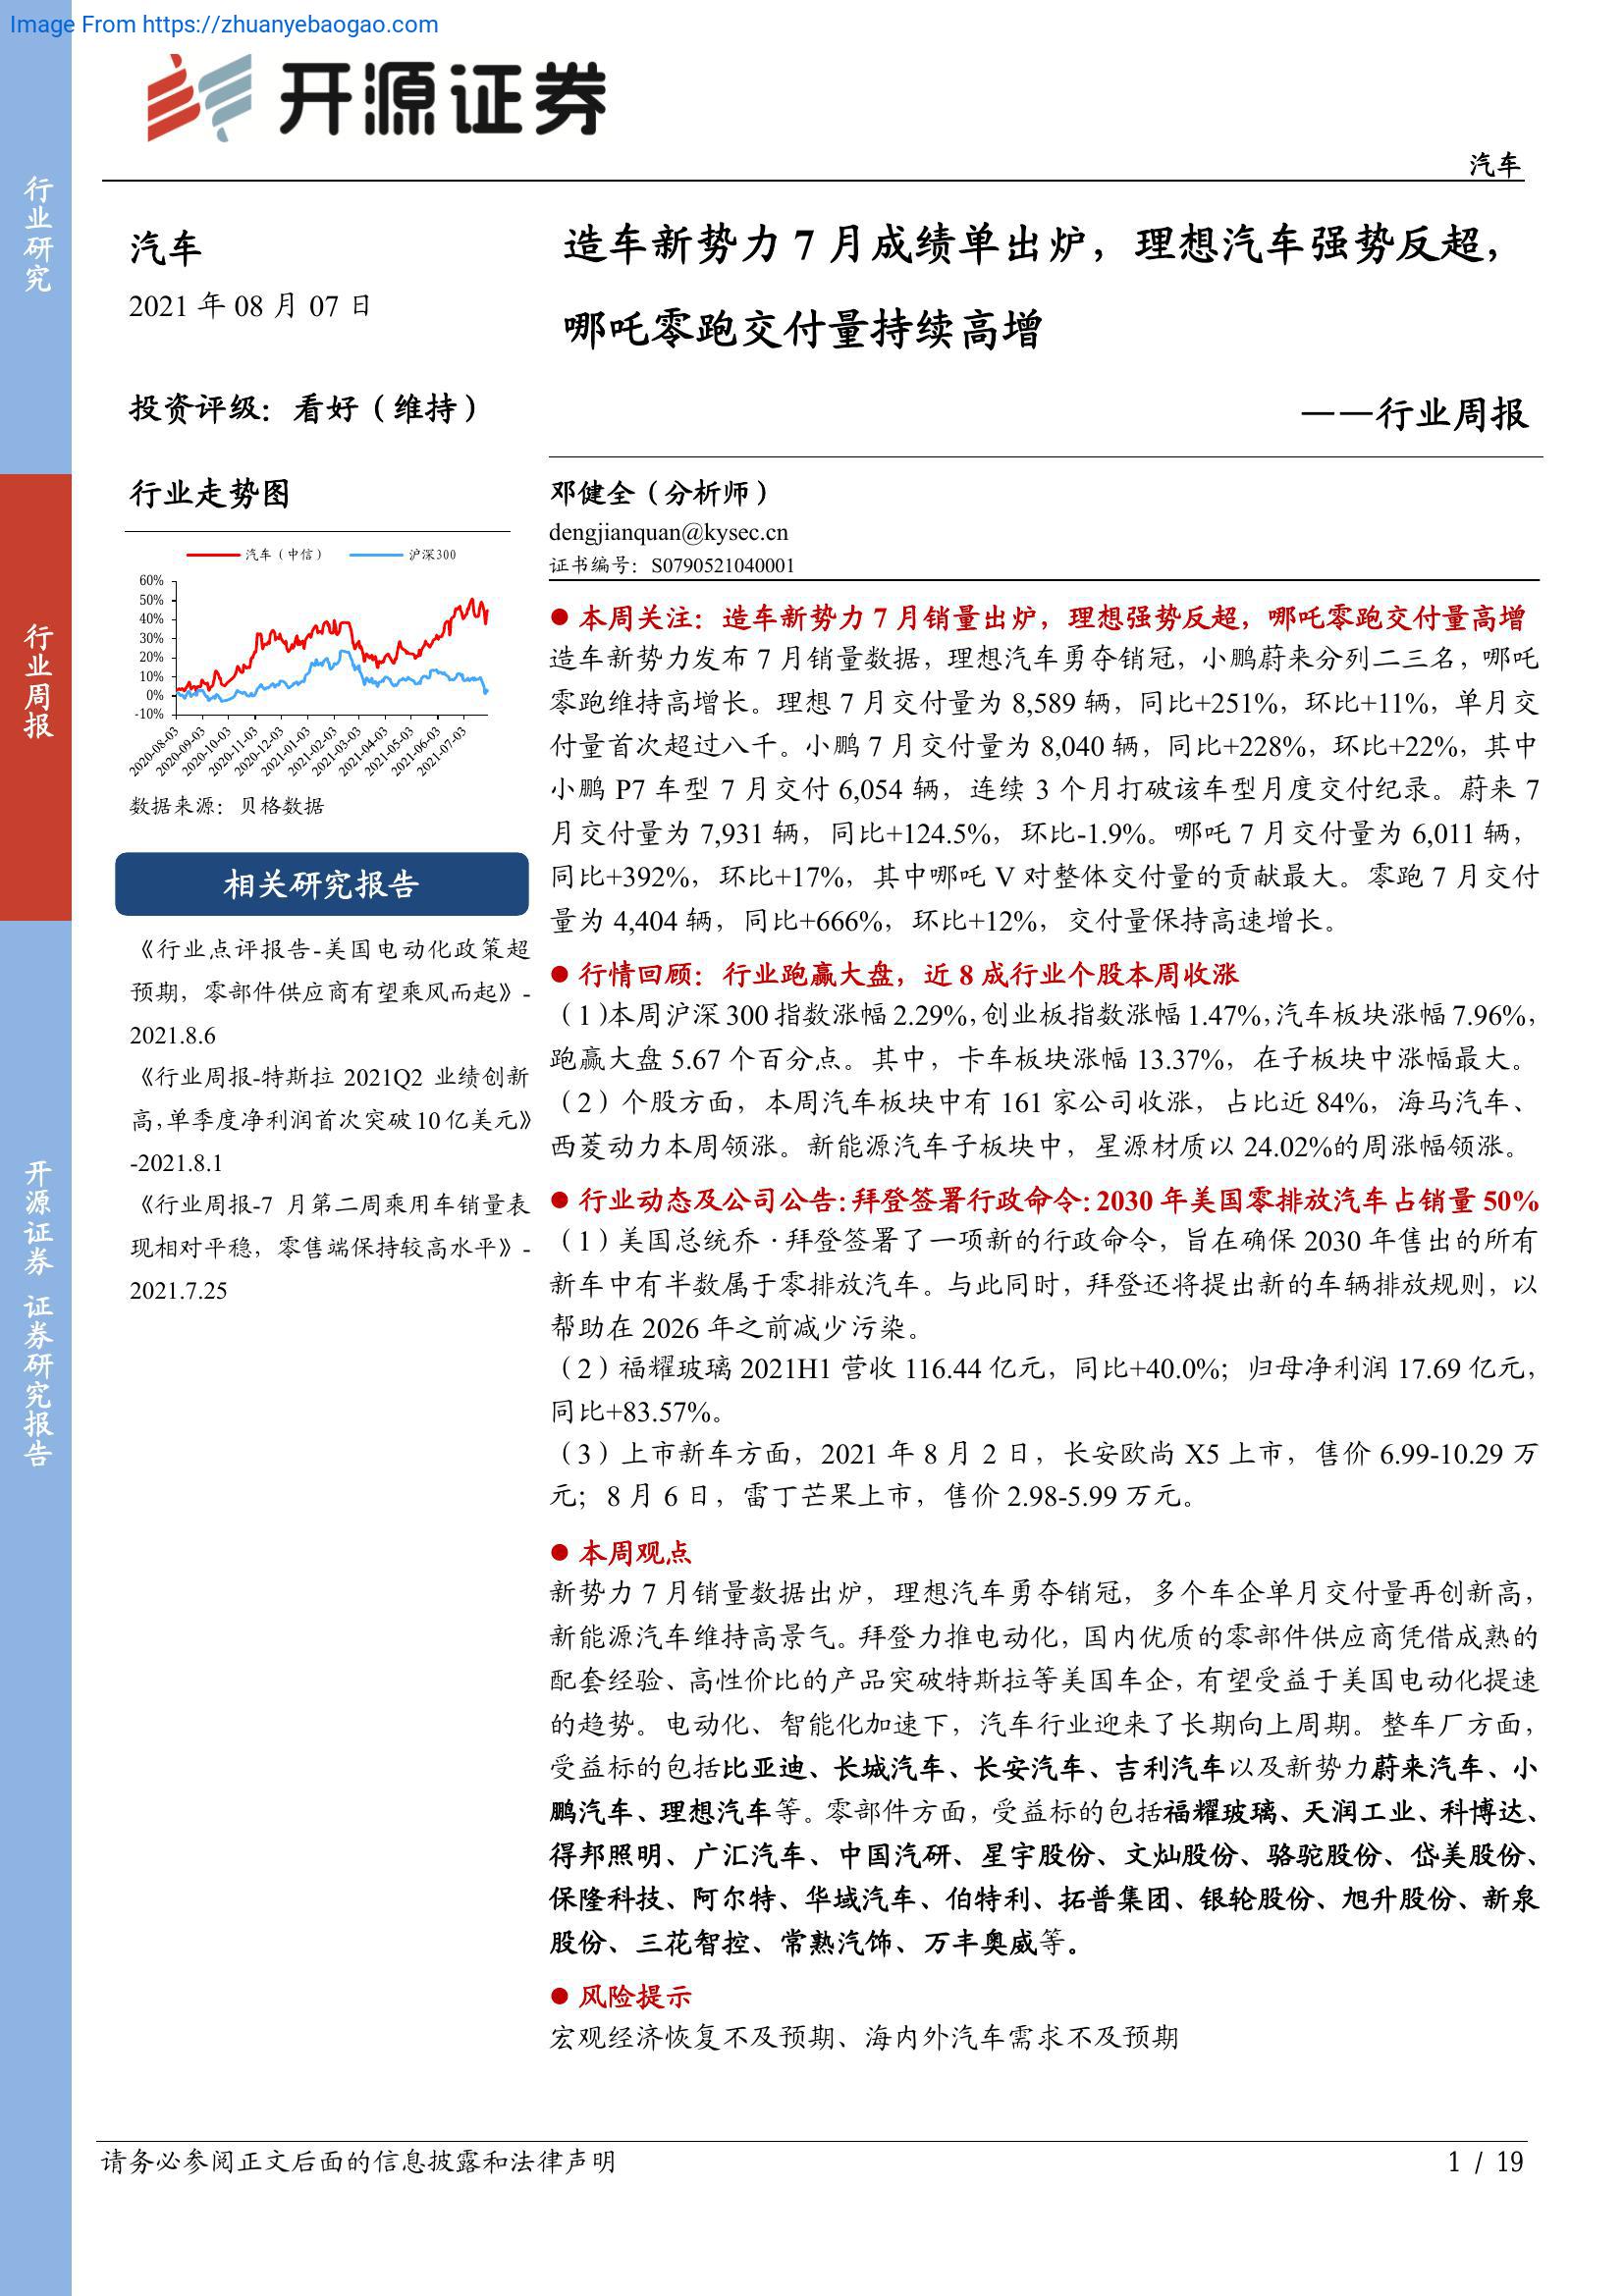 Image From https://zhuanyebaogao.com
开源证券
汽车
行业研究
行业周报
开源证券 证券研究报告
汽车
2021 年 08 月 07 日
投资评级：看好（维持）
造车新势力 7 月成绩单出炉，理想汽车强势反超，
哪吒零跑交付量持续高增
——行业周报
行业走势图
汽车（中信） 沪深300
60%
50%
40%
30%
20%
10%
0%
-10%
2020-08-03
2020-09-03
2020-10-03
2020-11-03
2020-12-03
2021-01-03
2021-02-03
2021-03-03
2021-04-03
2021-05-03
2021-06-03
2021-07-03
数据来源：贝格数据
相关研究报告
《行业点评报告-美国电动化政策超
预期，零部件供应商有望乘风而起》-
2021.8.6
《行业周报-特斯拉 2021Q2 业绩创新
高，单季度净利润首次突破 10 亿美元》
-2021.8.1
《行业周报-7 月第二周乘用车销量表
现相对平稳，零售端保持较高水平》-
2021.7.25
邓健全（分析师）
dengjianquan@kysec.cn
证书编号：S0790521040001
● 本周关注：造车新势力 7 月销量出炉，理想强势反超，哪吒零跑交付量高增
造车新势力发布 7 月销量数据，理想汽车勇夺销冠，小鹏蔚来分列二三名，哪吒
零跑维持高增长。理想 7 月交付量为 8,589 辆，同比+251%，环比+11%，单月交
付量首次超过八千。小鹏 7 月交付量为 8,040 辆，同比+228%，环比+22%，其中
小鹏 P7 车型 7 月交付 6,054 辆，连续 3 个月打破该车型月度交付纪录。蔚来 7
月交付量为 7,931 辆，同比+124.5%，环比-1.9%。哪吒 7 月交付量为 6,011 辆，
同比+392%，环比+17%，其中哪吒 V 对整体交付量的贡献最大。零跑 7 月交付
量为 4,404 辆，同比+666%，环比+12%，交付量保持高速增长。
● 行情回顾：行业跑赢大盘，近 8 成行业个股本周收涨
（1）本周沪深 300 指数涨幅 2.29%，创业板指数涨幅 1.47%，汽车板块涨幅 7.96%，
跑赢大盘 5.67 个百分点。其中，卡车板块涨幅 13.37%，在子板块中涨幅最大。
（2）个股方面，本周汽车板块中有 161 家公司收涨，占比近 84%，海马汽车、
西菱动力本周领涨。新能源汽车子板块中，星源材质以 24.02%的周涨幅领涨。
● 行业动态及公司公告：拜登签署行政命令：2030 年美国零排放汽车占销量 50%
（1）美国总统乔·拜登签署了一项新的行政命令，旨在确保 2030 年售出的所有
新车中有半数属于零排放汽车。与此同时，拜登还将提出新的车辆排放规则，以
帮助在 2026 年之前减少污染。
（2）福耀玻璃 2021H1 营收 116.44 亿元，同比+40.0%；归母净利润 17.69 亿元，
同比+83.57%。
（3）上市新车方面，2021 年 8 月 2 日，长安欧尚 X5 上市，售价 6.99-10.29 万
元；8 月 6 日，雷丁芒果上市，售价 2.98-5.99 万元。
● 本周观点
新势力 7 月销量数据出炉，理想汽车勇夺销冠，多个车企单月交付量再创新高，
新能源汽车维持高景气。拜登力推电动化，国内优质的零部件供应商凭借成熟的
配套经验、高性价比的产品突破特斯拉等美国车企，有望受益于美国电动化提速
的趋势。电动化、智能化加速下，汽车行业迎来了长期向上周期。整车厂方面，
受益标的包括比亚迪、长城汽车、长安汽车、吉利汽车以及新势力蔚来汽车、小
鹏汽车、理想汽车等。零部件方面，受益标的包括福耀玻璃、天润工业、科博达、
得邦照明、广汇汽车、中国汽研、星宇股份、文灿股份、骆驼股份、岱美股份、
保隆科技、阿尔特、华域汽车、伯特利、拓普集团、银轮股份、旭升股份、新泉
股份、三花智控、常熟汽饰、万丰奥威等。
● 风险提示
宏观经济恢复不及预期、海内外汽车需求不及预期
请务必参阅正文后面的信息披露和法律声明
1 / 19